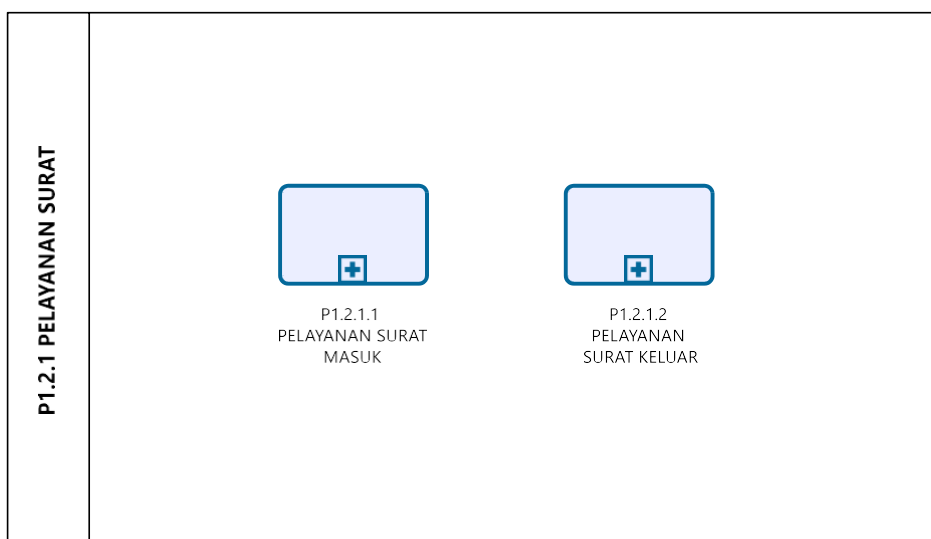 P1.2.1 PELAYANAN SURAT
P1.2.1.1
PELAYANAN SURAT
MASUK
P1.2.1.2
PELAYANAN
SURAT KELUAR